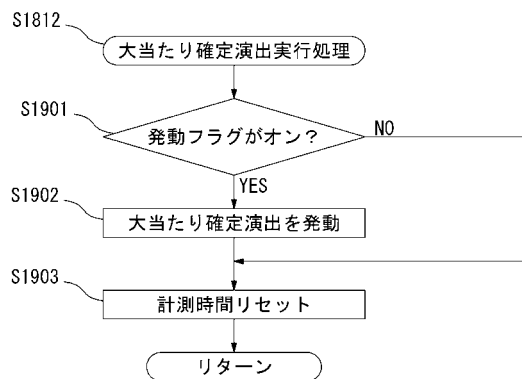 S1812
大当たり確定演出実行処理
S1901
発動フラグがオン?
NO
YES
S1902
大当たり確定演出を発動
S1903
計測時間リセット
リターン